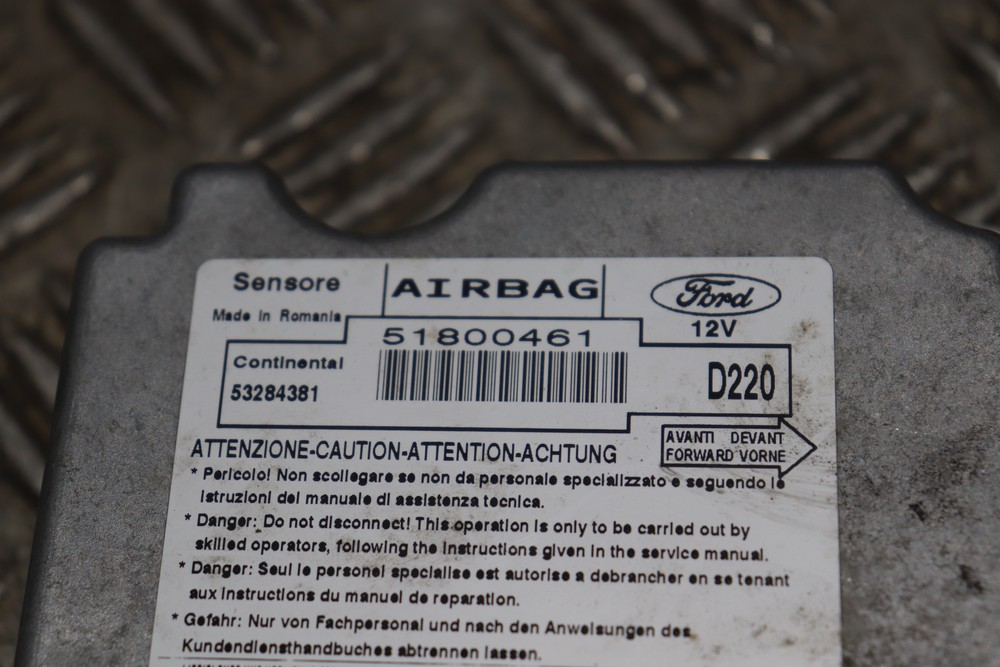 Sensore AIRBAG Ford
Made in Romania 12V
51800461
Continental
53284381 D220
ATTENZIONE-CAUTION-ATTENTION-ACHTUNG
AVANTI DEVANT
FORWARD VORNE
* Pericolo! Non scollegare se non da personale specializzato e seguendo le
istruzioni del manuale di assistenza tecnica.
* Danger: Do not disconnect! This operation is only to be carried out by
skilled operators, following the instructions given in the service manual.
* Danger: Seul le personel specialise est autorise a debrancher en se tenant
aux instructions du manuel de reparation.
* Gefahr: Nur von Fachpersonal und nach den Anweisungen des
Kundendiensthandbuches abtrennen lassen.